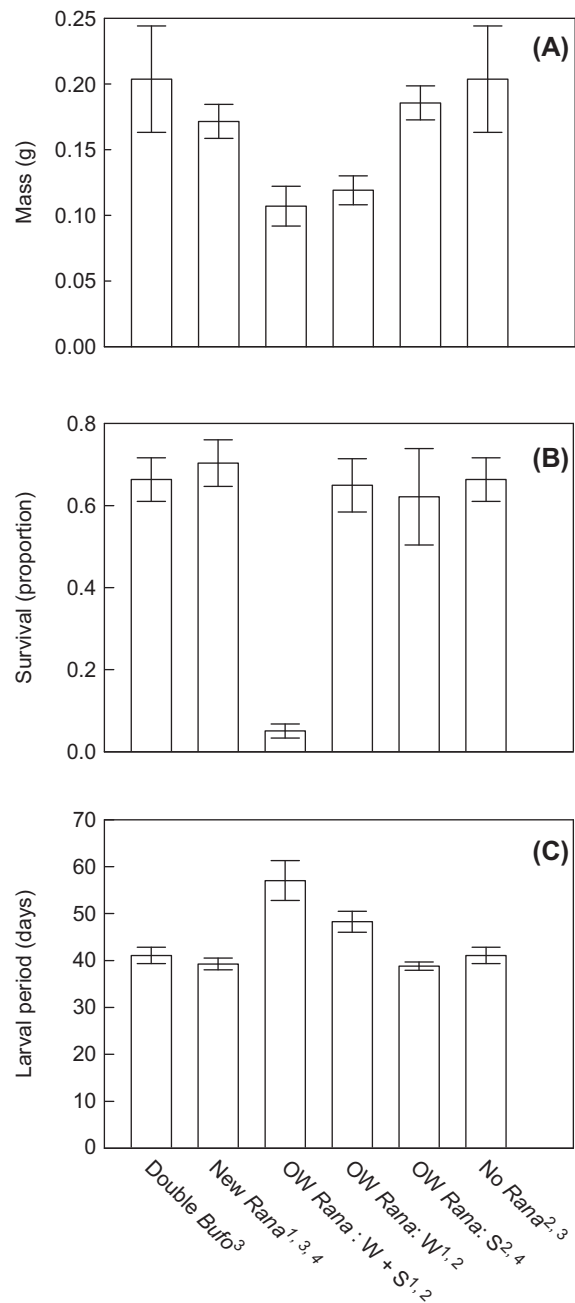 (A)
Mass (g)
0.25
0.20
0.15
0.10
0.05
0.00
(B)
Survival (proportion)
0.8
0.6
0.4
0.2
0.0
(C)
Larval period (days)
70
60
50
40
30
20
10
0
Double Bufo³
New Rana¹,³,⁴
OW Rana : W + S¹,²
OW Rana: W¹,²
OW Rana: S²,⁴
No Rana²,³